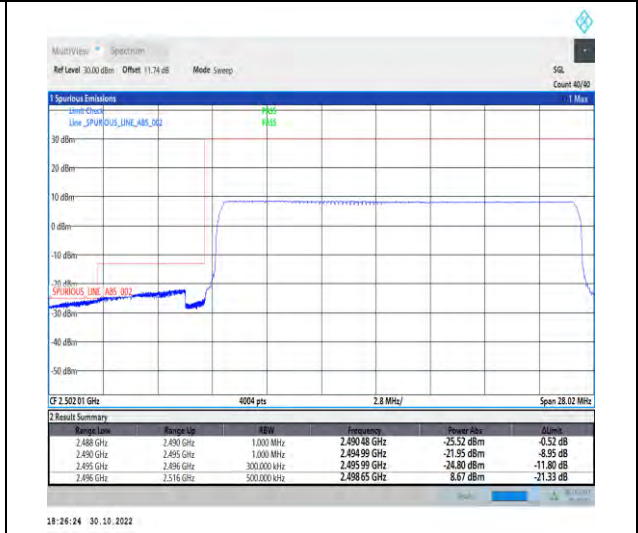 MultiView Spectrum
Ref Level 30.00 dBm Offset 11.74 dB Mode Sweep SGL
Count 40/40
1 Spurious Emissions 1 Max
Limit Check PASS
Line _SPURIOUS_LINE_ABS_002 PASS
30 dBm
20 dBm
10 dBm
0 dBm
-10 dBm
-20 dBm
SPURIOUS_LINE_ABS_002
-30 dBm
-40 dBm
-50 dBm
CF 2.502 01 GHz 4004 pts 2.8 MHz/ Span 28.02 MHz
2 Result Summary
Range Low Range Up RBW Frequency Power Abs ΔLimit
2.488 GHz 2.490 GHz 1.000 MHz 2.490 48 GHz -25.52 dBm -0.52 dB
2.490 GHz 2.495 GHz 1.000 MHz 2.494 99 GHz -21.95 dBm -8.95 dB
2.495 GHz 2.496 GHz 300.000 kHz 2.495 99 GHz -24.80 dBm -11.80 dB
2.496 GHz 2.516 GHz 500.000 kHz 2.498 65 GHz 8.67 dBm -21.33 dB
18:26:24 30.10.2022